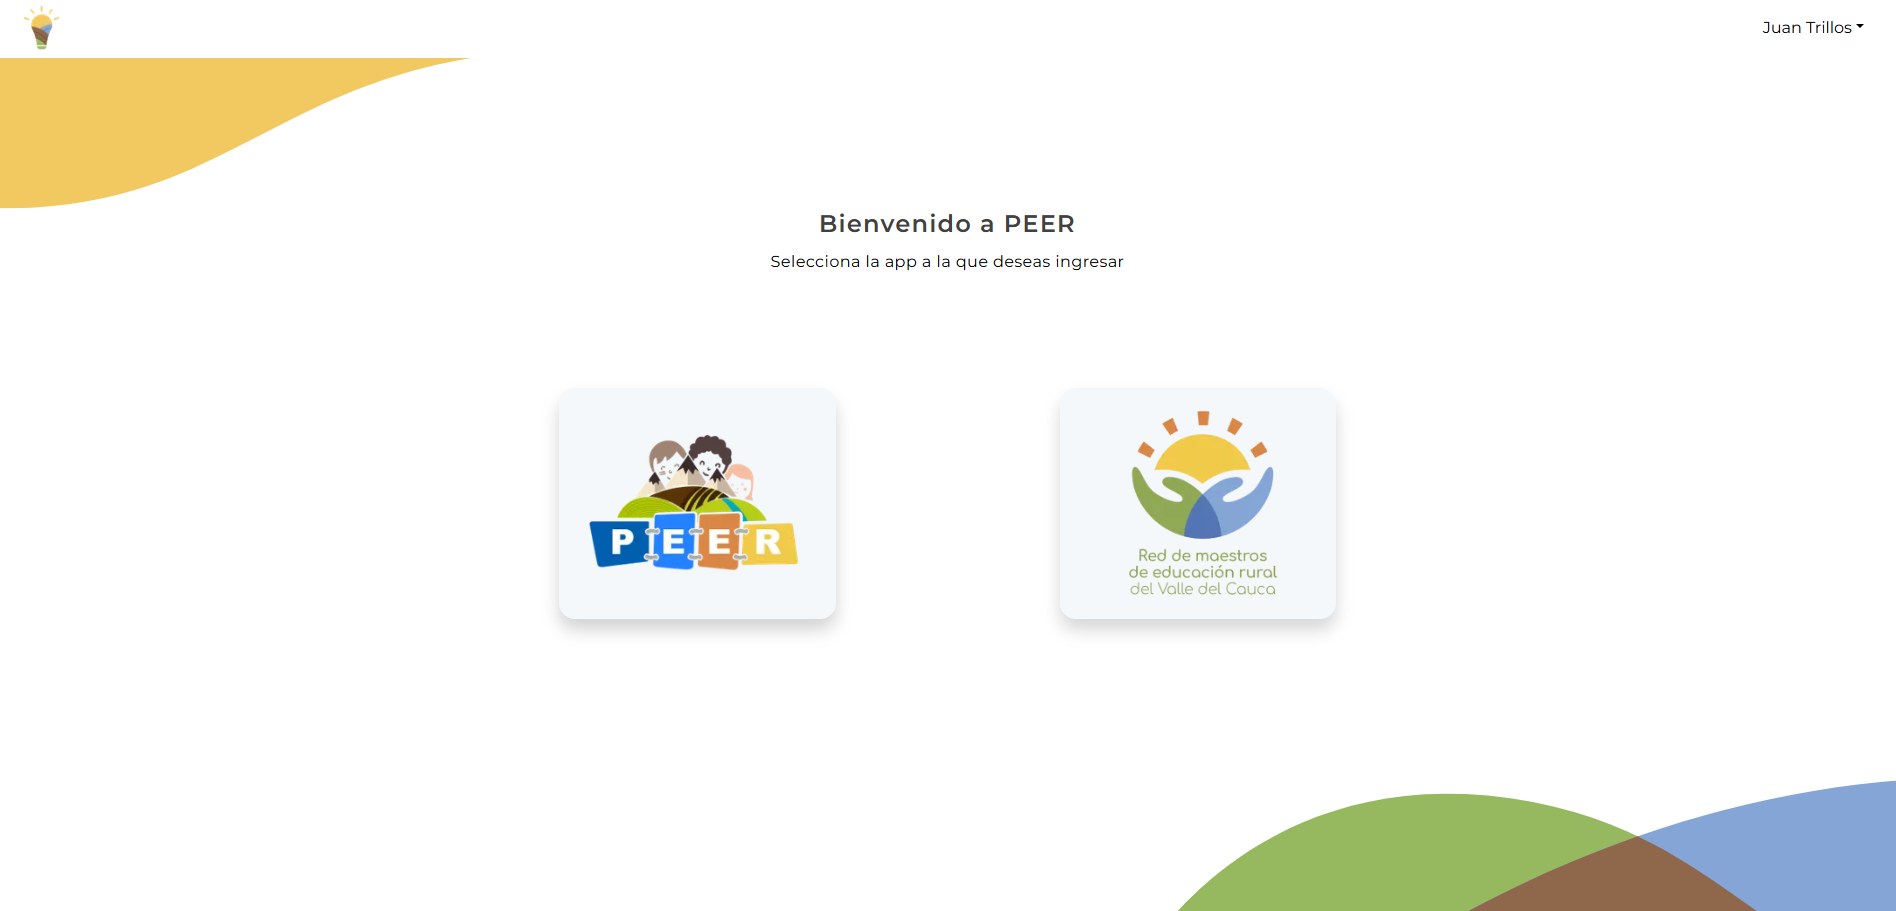 Juan Trillos
Bienvenido a PEER
Selecciona la app a la que deseas ingresar
PEER
Red de maestros
de educación rural
del Valle del Cauca